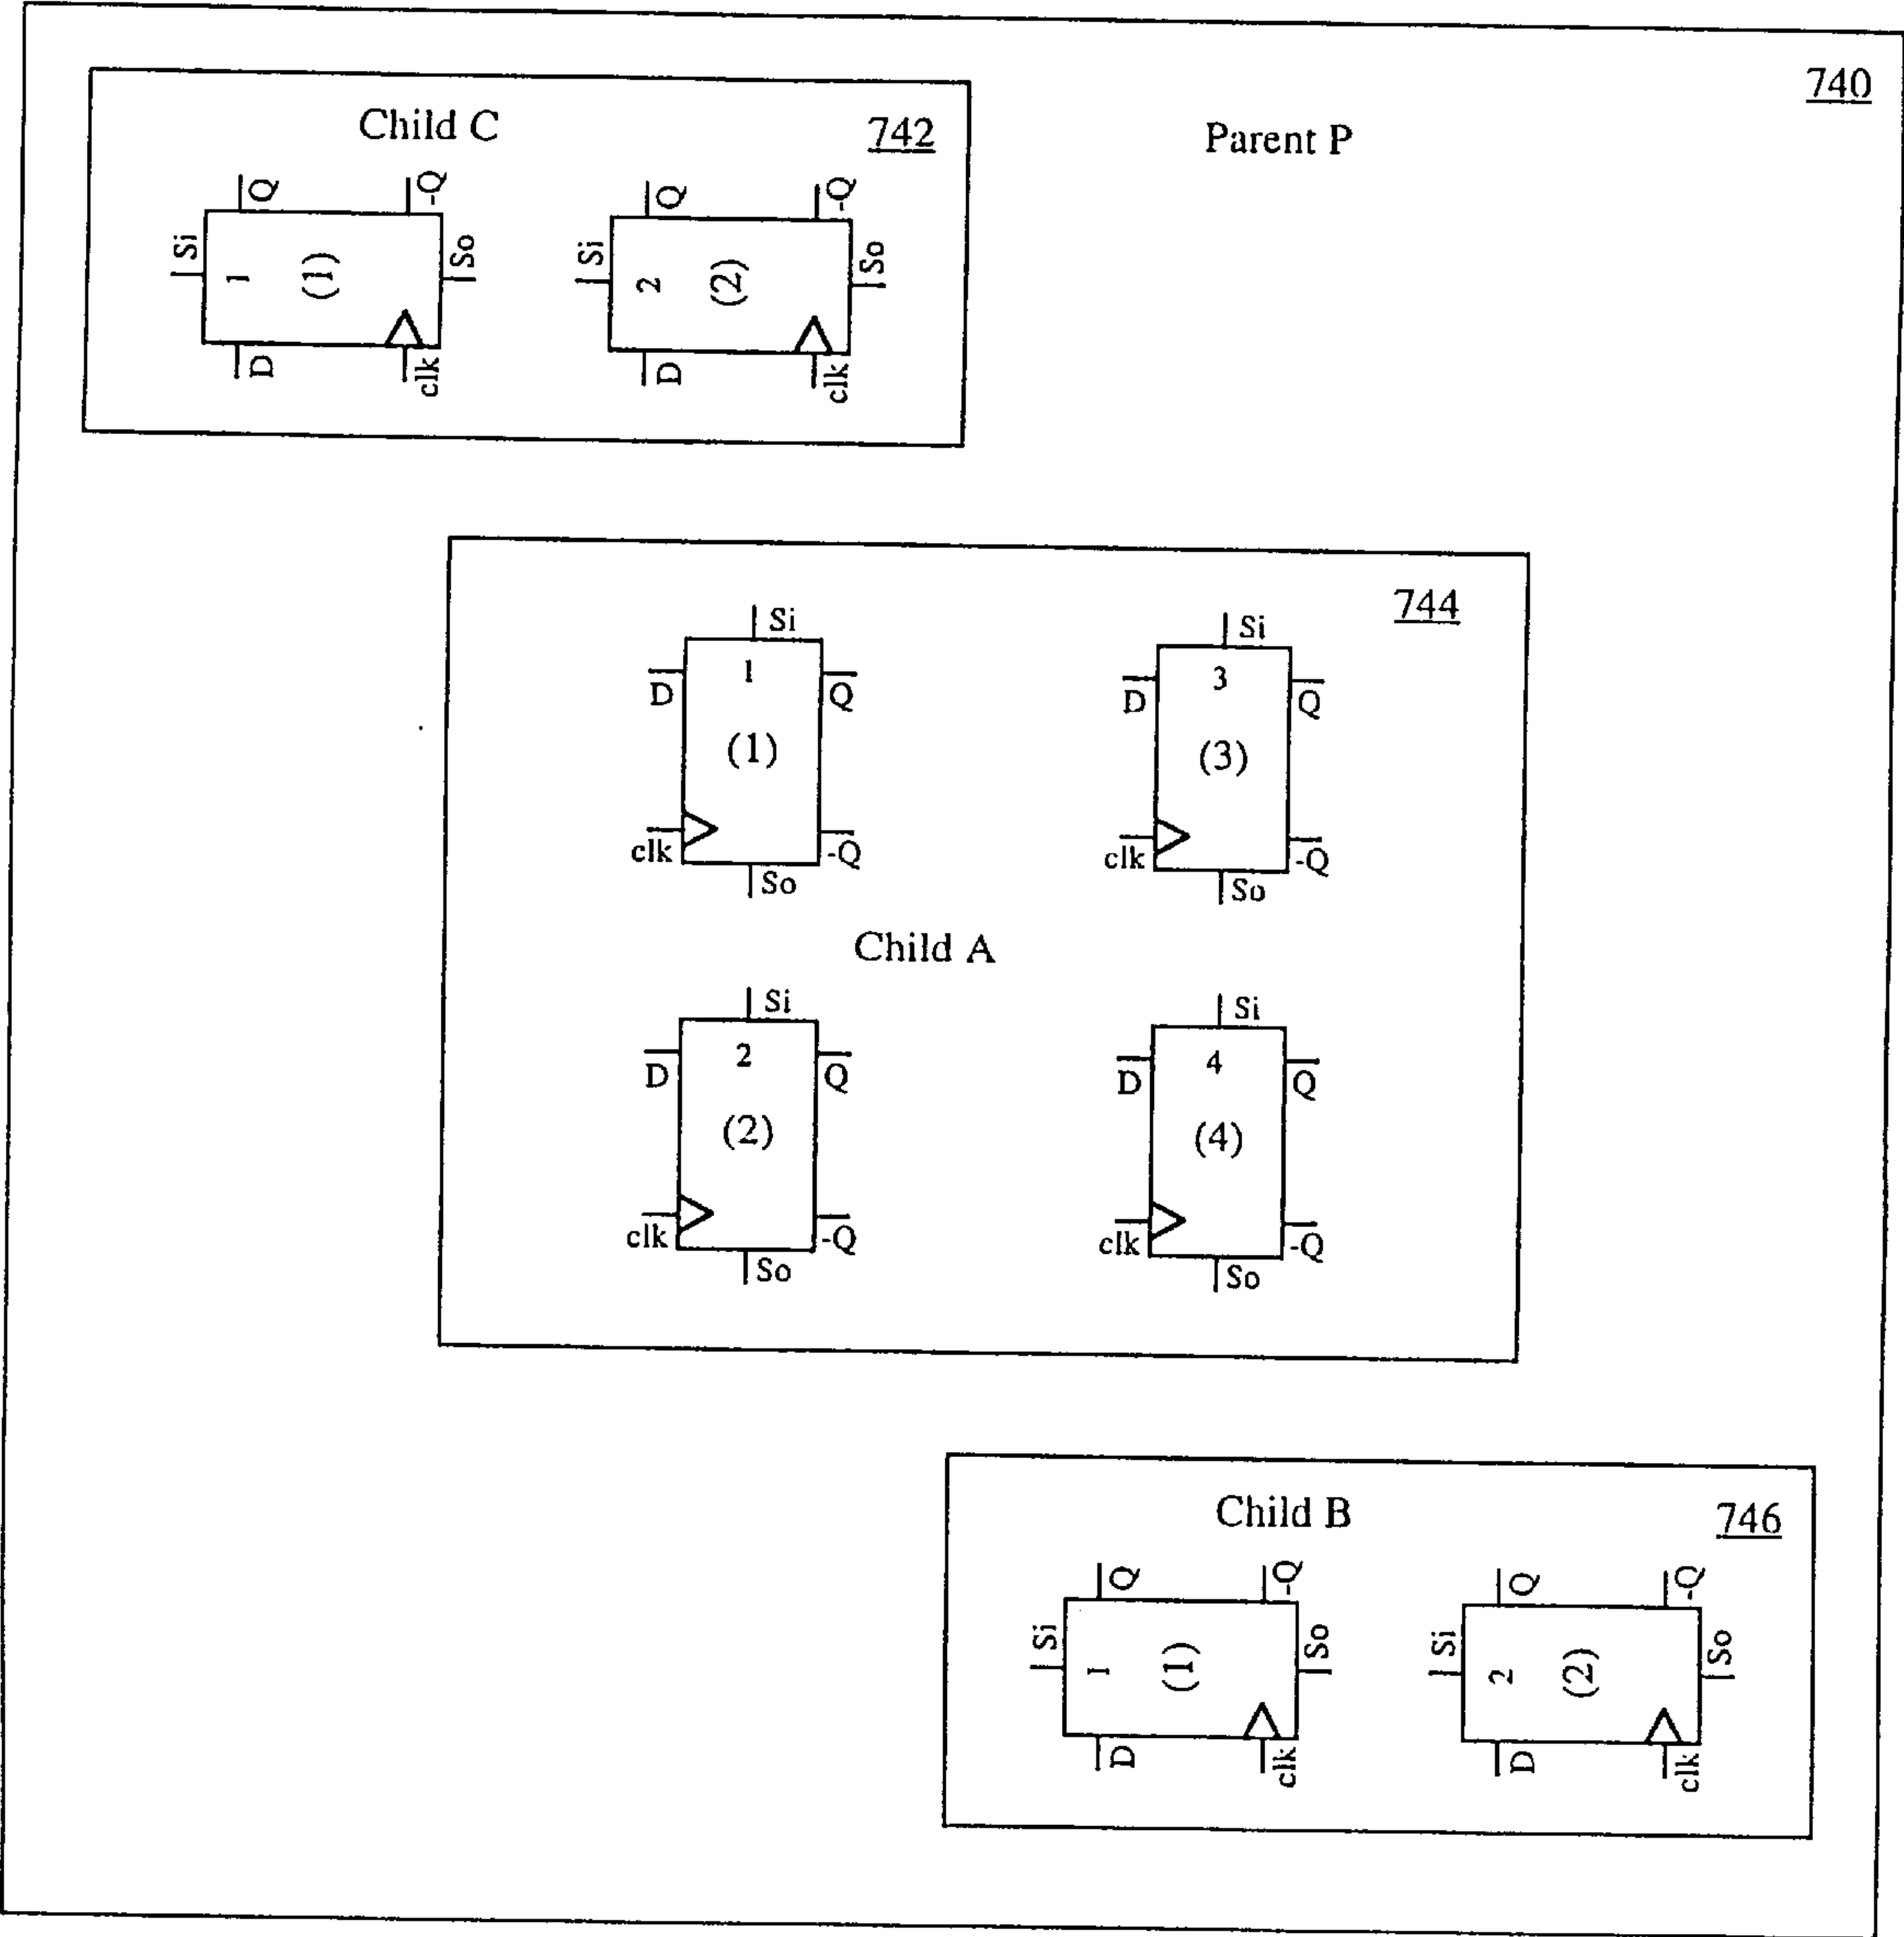 740
Parent P
Child C
742
Q
-Q
Si
1
(1)
So
D
clk
Q
-Q
Si
2
(2)
So
D
clk
744
Si
D
1
Q
(1)
clk
-Q
So
Si
D
3
Q
(3)
clk
-Q
So
Child A
Si
D
2
Q
(2)
clk
-Q
So
Si
D
4
Q
(4)
clk
-Q
So
Child B
746
Q
-Q
Si
1
(1)
So
D
clk
Q
-Q
Si
2
(2)
So
D
clk